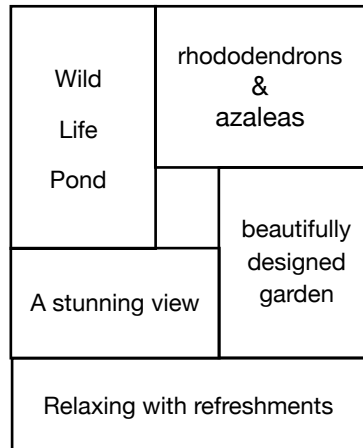 Wild
Life
Pond
rhododendrons
&
azaleas
beautifully
designed
garden
A stunning view
Relaxing with refreshments